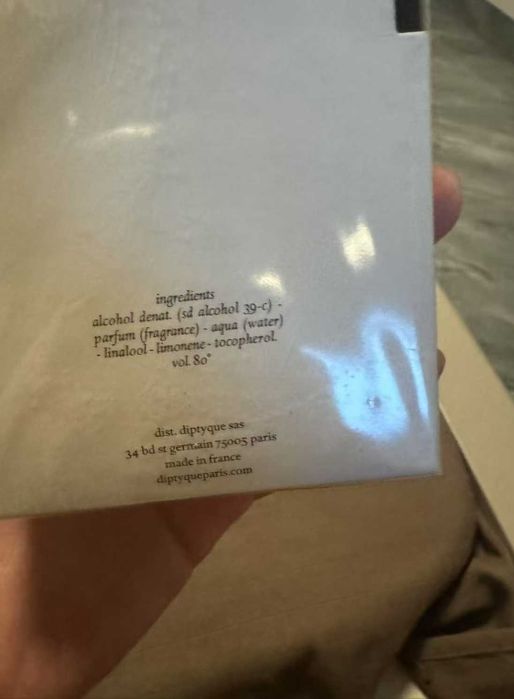 ingredients
alcohol denat. (sd alcohol 39-c) -
parfum (fragrance) - aqua (water)
- linalool - limonene - tocopherol.
vol. 80°
dist. diptyque sas
34 bd st germain 75005 paris
made in france
diptyqueparis.com